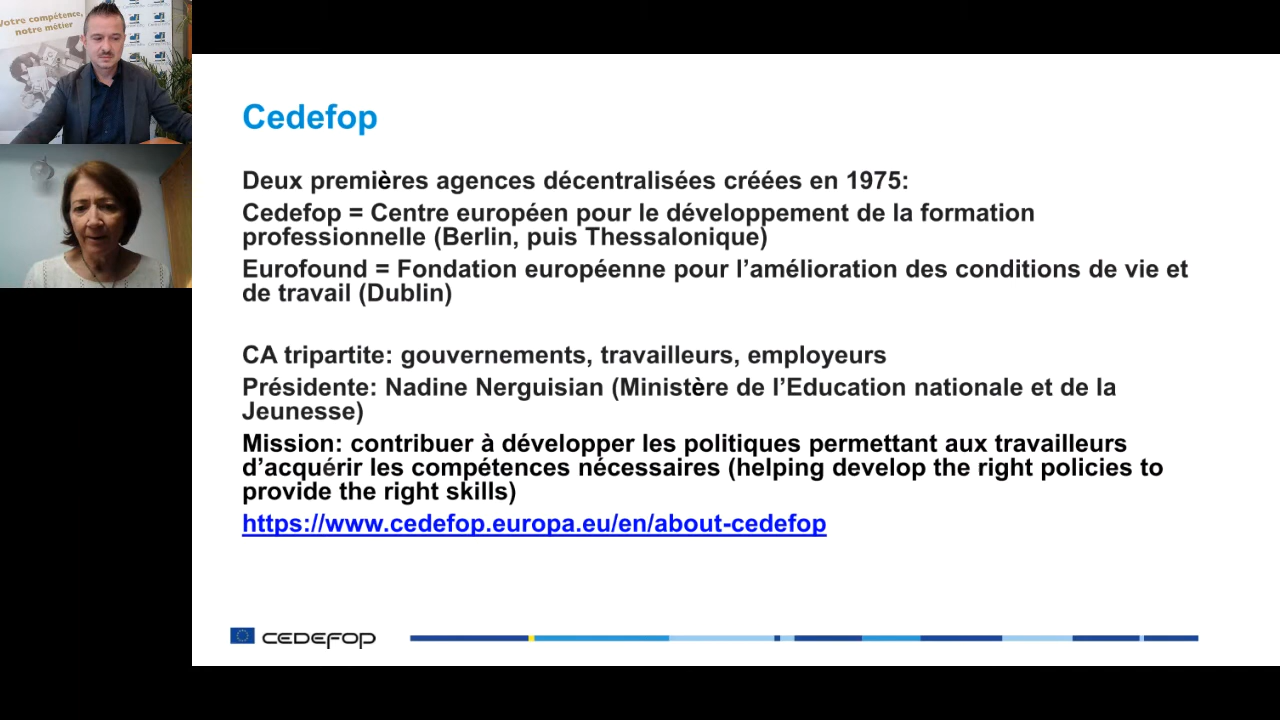 Votre compétence,
notre métier
Cedefop
Deux premières agences décentralisées créées en 1975:
Cedefop = Centre européen pour le développement de la formation
professionnelle (Berlin, puis Thessalonique)
Eurofound = Fondation européenne pour l’amélioration des conditions de vie et
de travail (Dublin)
CA tripartite: gouvernements, travailleurs, employeurs
Présidente: Nadine Nerguisian (Ministère de l’Education nationale et de la
Jeunesse)
Mission: contribuer à développer les politiques permettant aux travailleurs
d’acquérir les compétences nécessaires (helping develop the right policies to
provide the right skills)
https://www.cedefop.europa.eu/en/about-cedefop
CEDEFOP